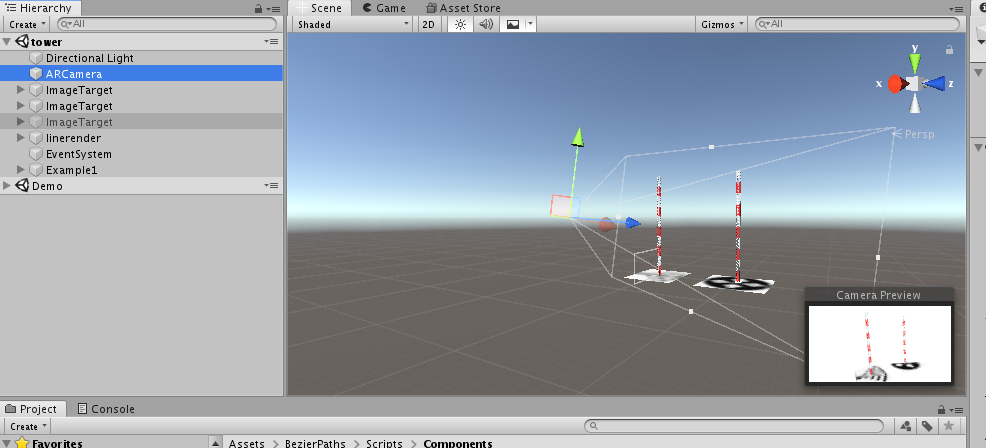 Hierarchy
Create All
tower
Directional Light
ARCamera
ImageTarget
ImageTarget
ImageTarget
linerender
EventSystem
Example1
Demo
Scene Game Asset Store
Shaded 2D Gizmos All
y
x z
Persp
Camera Preview
Project Console
Create
Favorites
Assets > BezierPaths > Scripts > Components